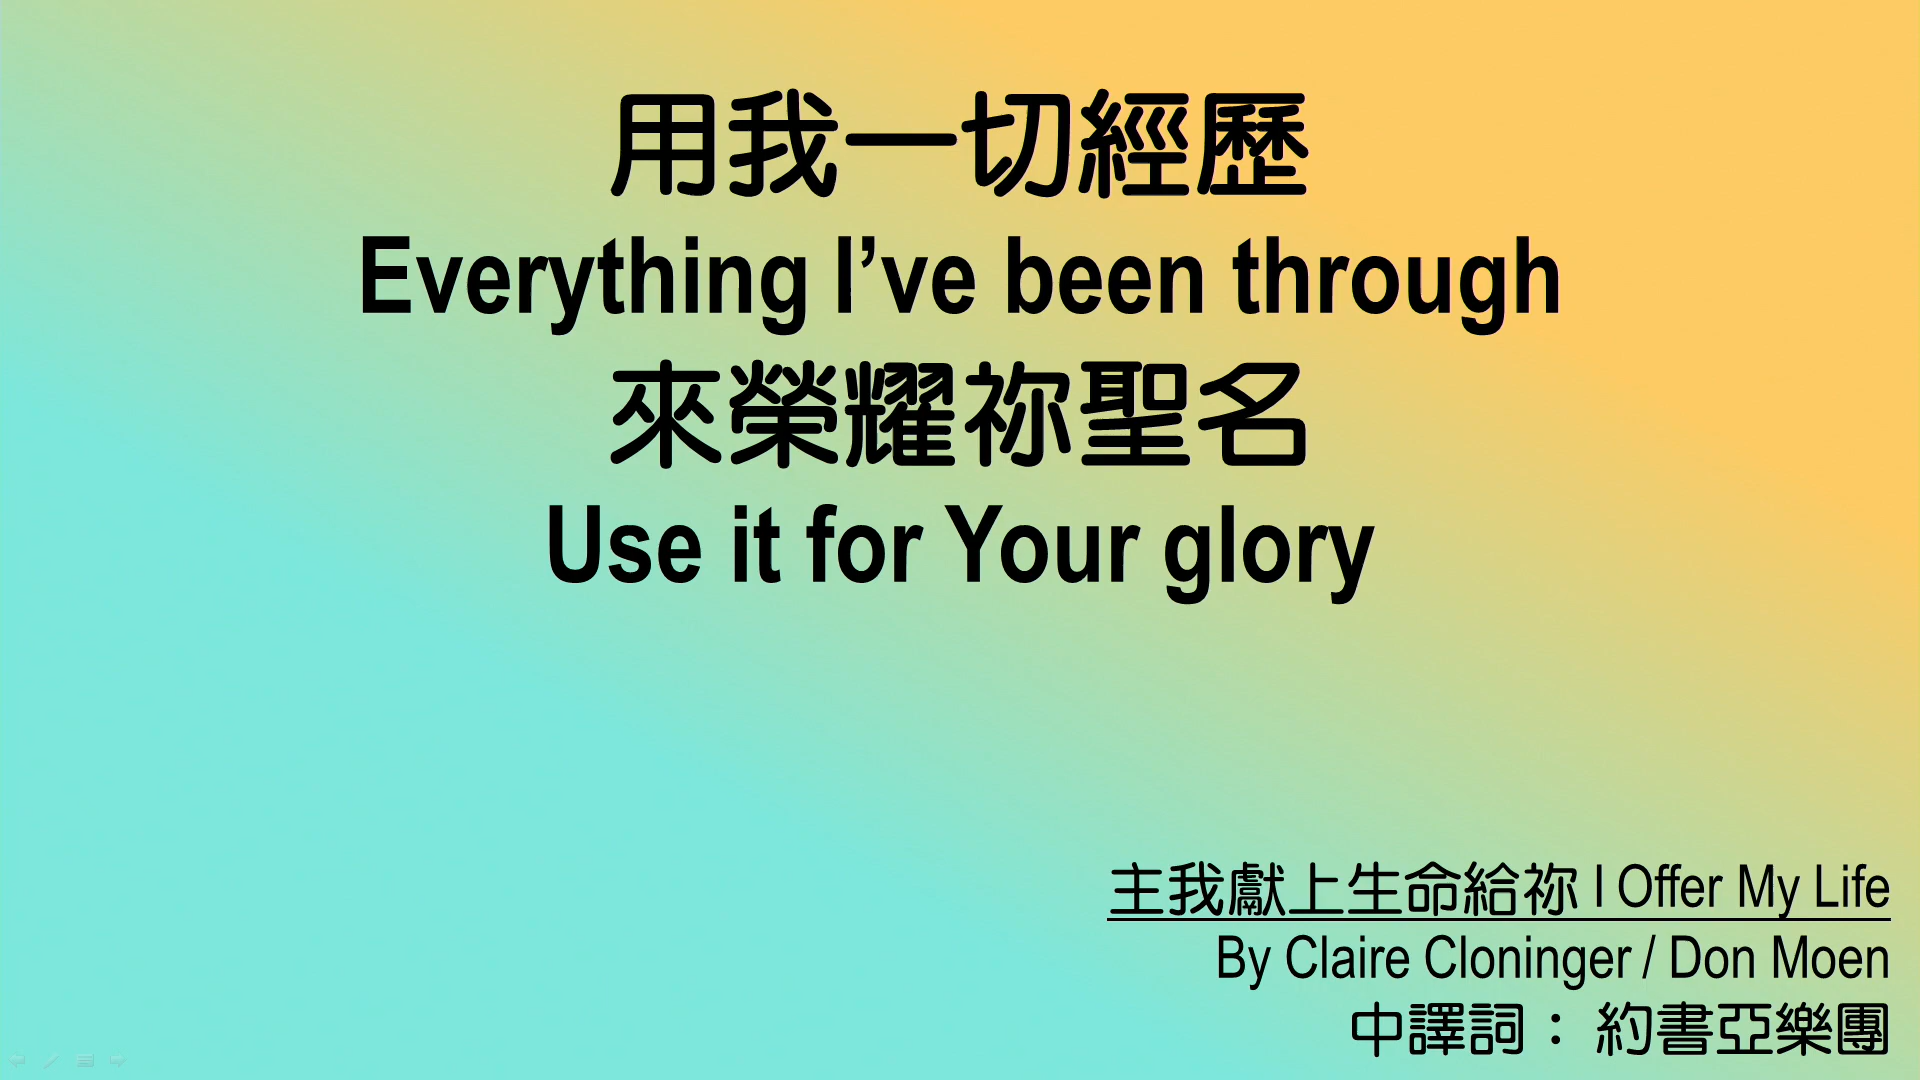 用我一切經歷
Everything I’ve been through
來榮耀祢聖名
Use it for Your glory
主我獻上生命給祢 I Offer My Life
By Claire Cloninger / Don Moen
中譯詞： 約書亞樂團